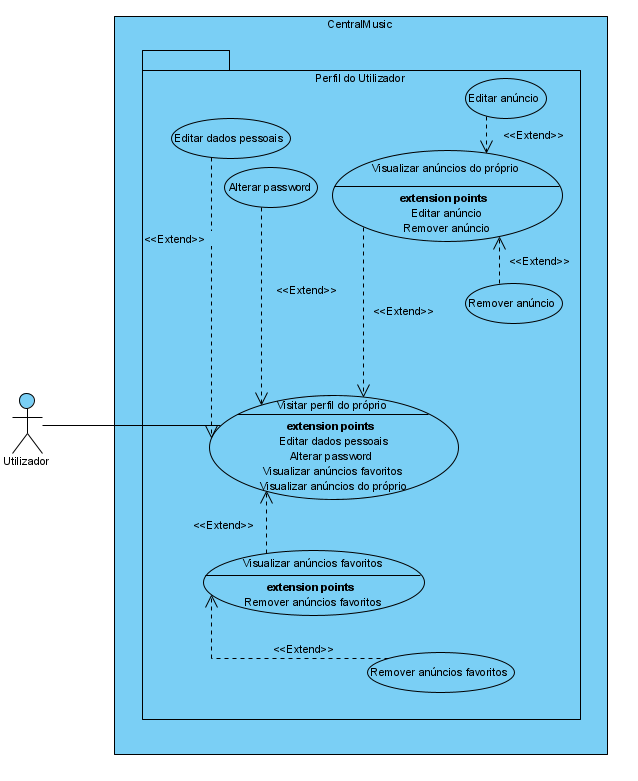 CentralMusic
Perfil do Utilizador
Editar anúncio
<<Extend>>
Editar dados pessoais
Visualizar anúncios do próprio
extension points
Editar anúncio
Remover anúncio
Alterar password
<<Extend>>
<<Extend>>
<<Extend>>
Remover anúncio
<<Extend>>
Visitar perfil do próprio
extension points
Editar dados pessoais
Alterar password
Visualizar anúncios favoritos
Visualizar anúncios do próprio
Utilizador
<<Extend>>
Visualizar anúncios favoritos
extension points
Remover anúncios favoritos
<<Extend>>
Remover anúncios favoritos